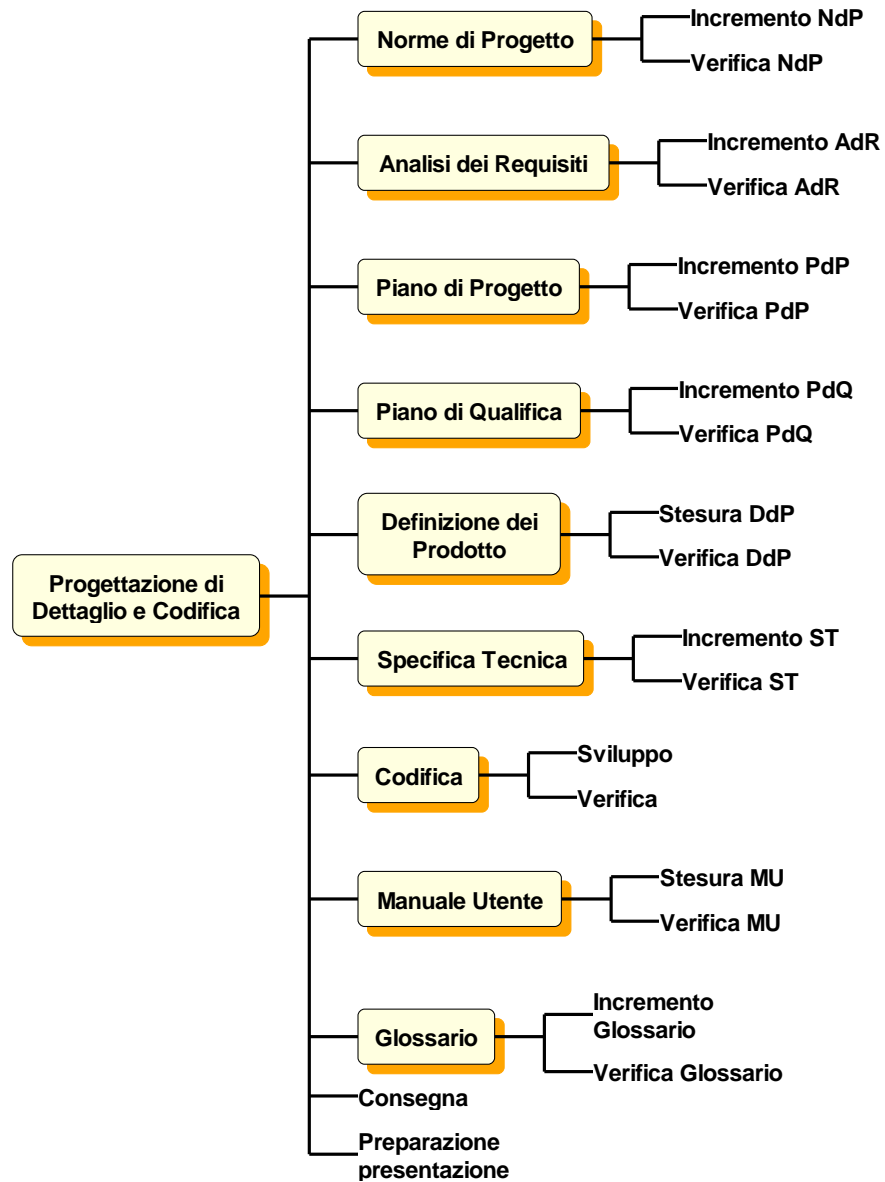 Norme di Progetto
Incremento NdP
Verifica NdP
Analisi dei Requisiti
Incremento AdR
Verifica AdR
Piano di Progetto
Incremento PdP
Verifica PdP
Piano di Qualifica
Incremento PdQ
Verifica PdQ
Definizione dei
Prodotto
Stesura DdP
Verifica DdP
Progettazione di
Dettaglio e Codifica
Specifica Tecnica
Incremento ST
Verifica ST
Codifica
Sviluppo
Verifica
Manuale Utente
Stesura MU
Verifica MU
Glossario
Incremento
Glossario
Verifica Glossario
Consegna
Preparazione
presentazione